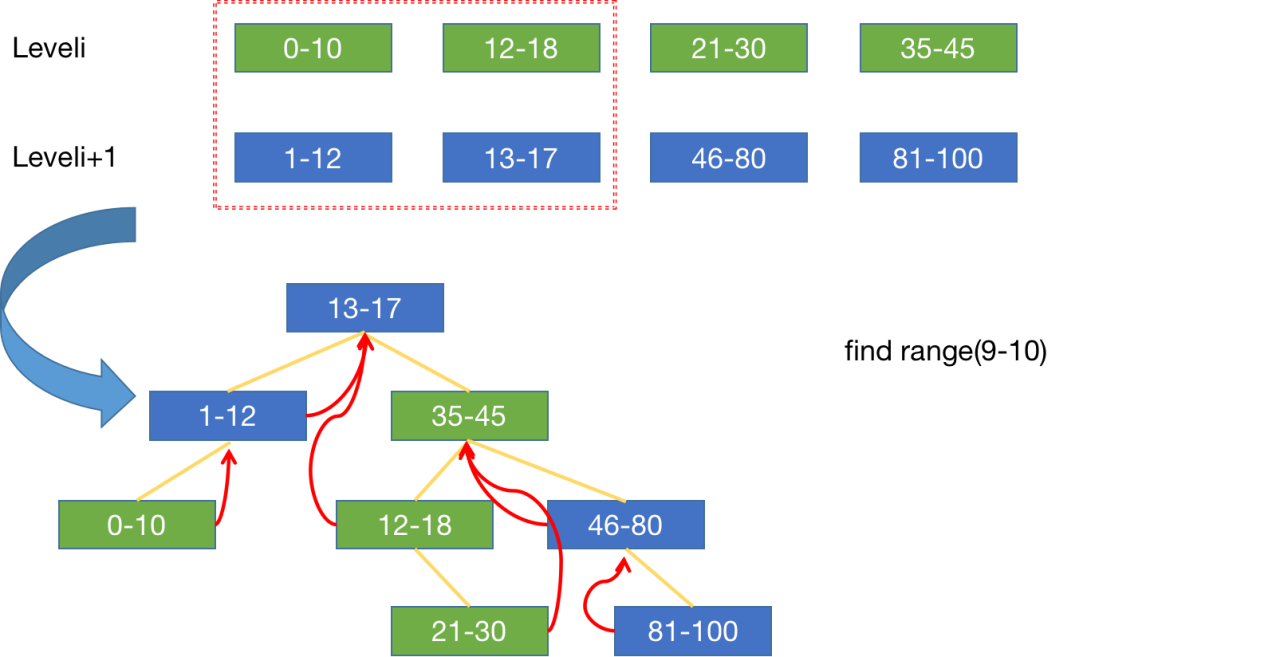 Leveli 0-10 12-18 21-30 35-45
Leveli+1 1-12 13-17 46-80 81-100
13-17
find range(9-10)
1-12 35-45
0-10 12-18 46-80
21-30 81-100